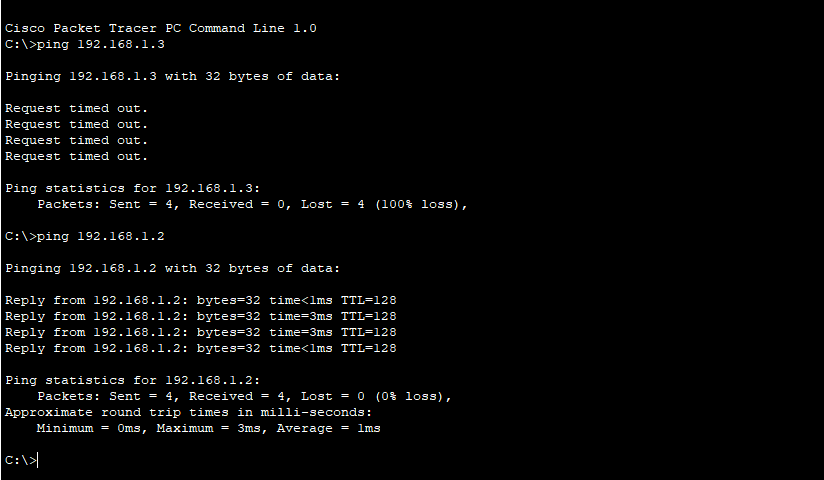 Cisco Packet Tracer PC Command Line 1.0
C:\>ping 192.168.1.3
Pinging 192.168.1.3 with 32 bytes of data:
Request timed out.
Request timed out.
Request timed out.
Request timed out.
Ping statistics for 192.168.1.3:
Packets: Sent = 4, Received = 0, Lost = 4 (100% loss),
C:\>ping 192.168.1.2
Pinging 192.168.1.2 with 32 bytes of data:
Reply from 192.168.1.2: bytes=32 time<1ms TTL=128
Reply from 192.168.1.2: bytes=32 time=3ms TTL=128
Reply from 192.168.1.2: bytes=32 time=3ms TTL=128
Reply from 192.168.1.2: bytes=32 time<1ms TTL=128
Ping statistics for 192.168.1.2:
Packets: Sent = 4, Received = 4, Lost = 0 (0% loss),
Approximate round trip times in milli-seconds:
Minimum = 0ms, Maximum = 3ms, Average = 1ms
C:\>